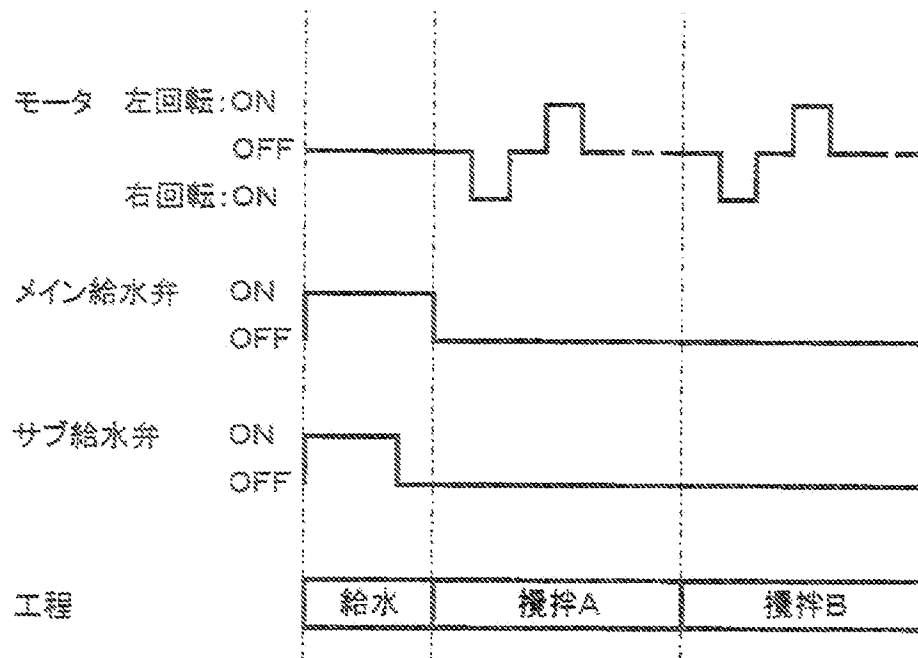 モータ 左回転:ON
OFF
右回転:ON
メイン給水弁 ON
OFF
サブ給水弁 ON
OFF
工程 給水 攪拌A 攪拌B